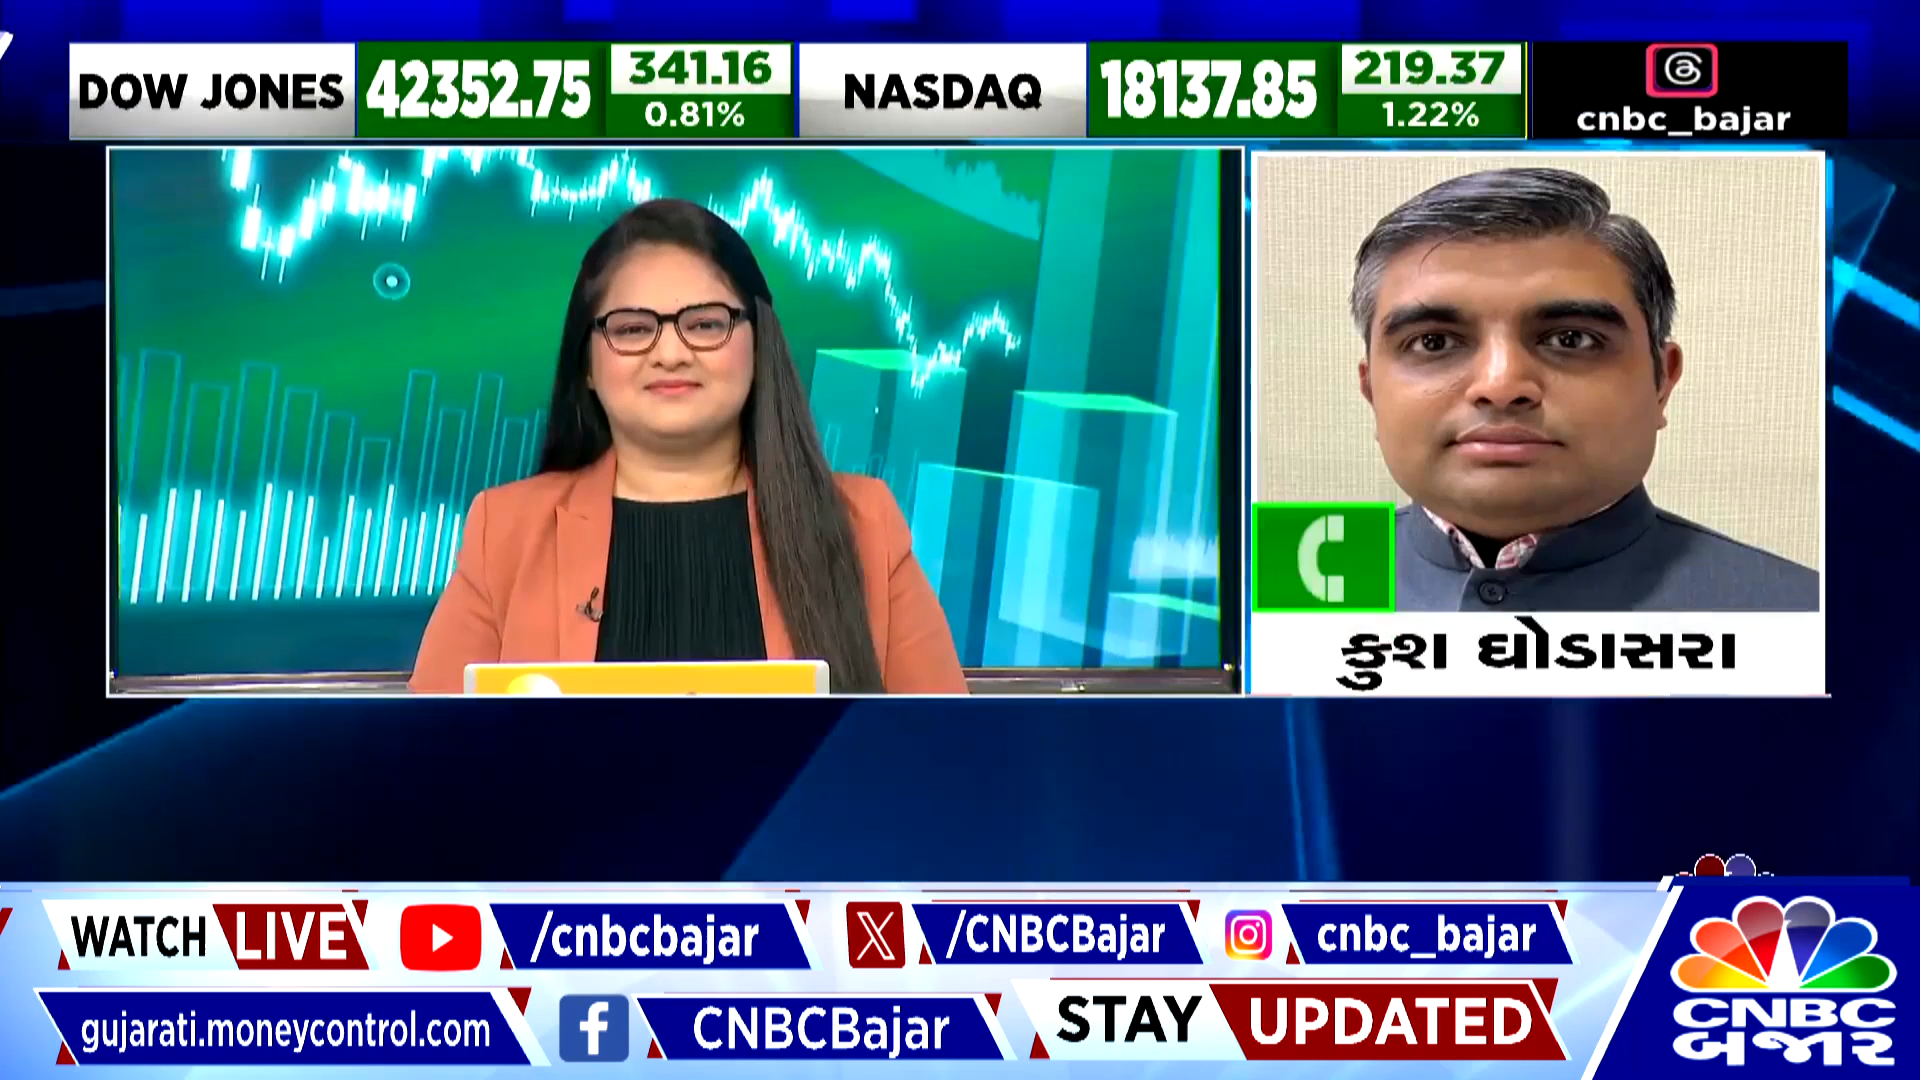 DOW JONES 42352.75 341.16 0.81% NASDAQ 18137.85 219.37 1.22%
cnbc_bajar
કુશ ઘોડાસરા
WATCH LIVE /cnbcbajar /CNBCBajar cnbc_bajar
gujarati.moneycontrol.com CNBCBajar STAY UPDATED
CNBC
બજાર